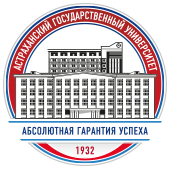 АСТРАХАНСКИЙ ГОСУДАРСТВЕННЫЙ УНИВЕРСИТЕТ
АБСОЛЮТНАЯ ГАРАНТИЯ УСПЕХА
1932